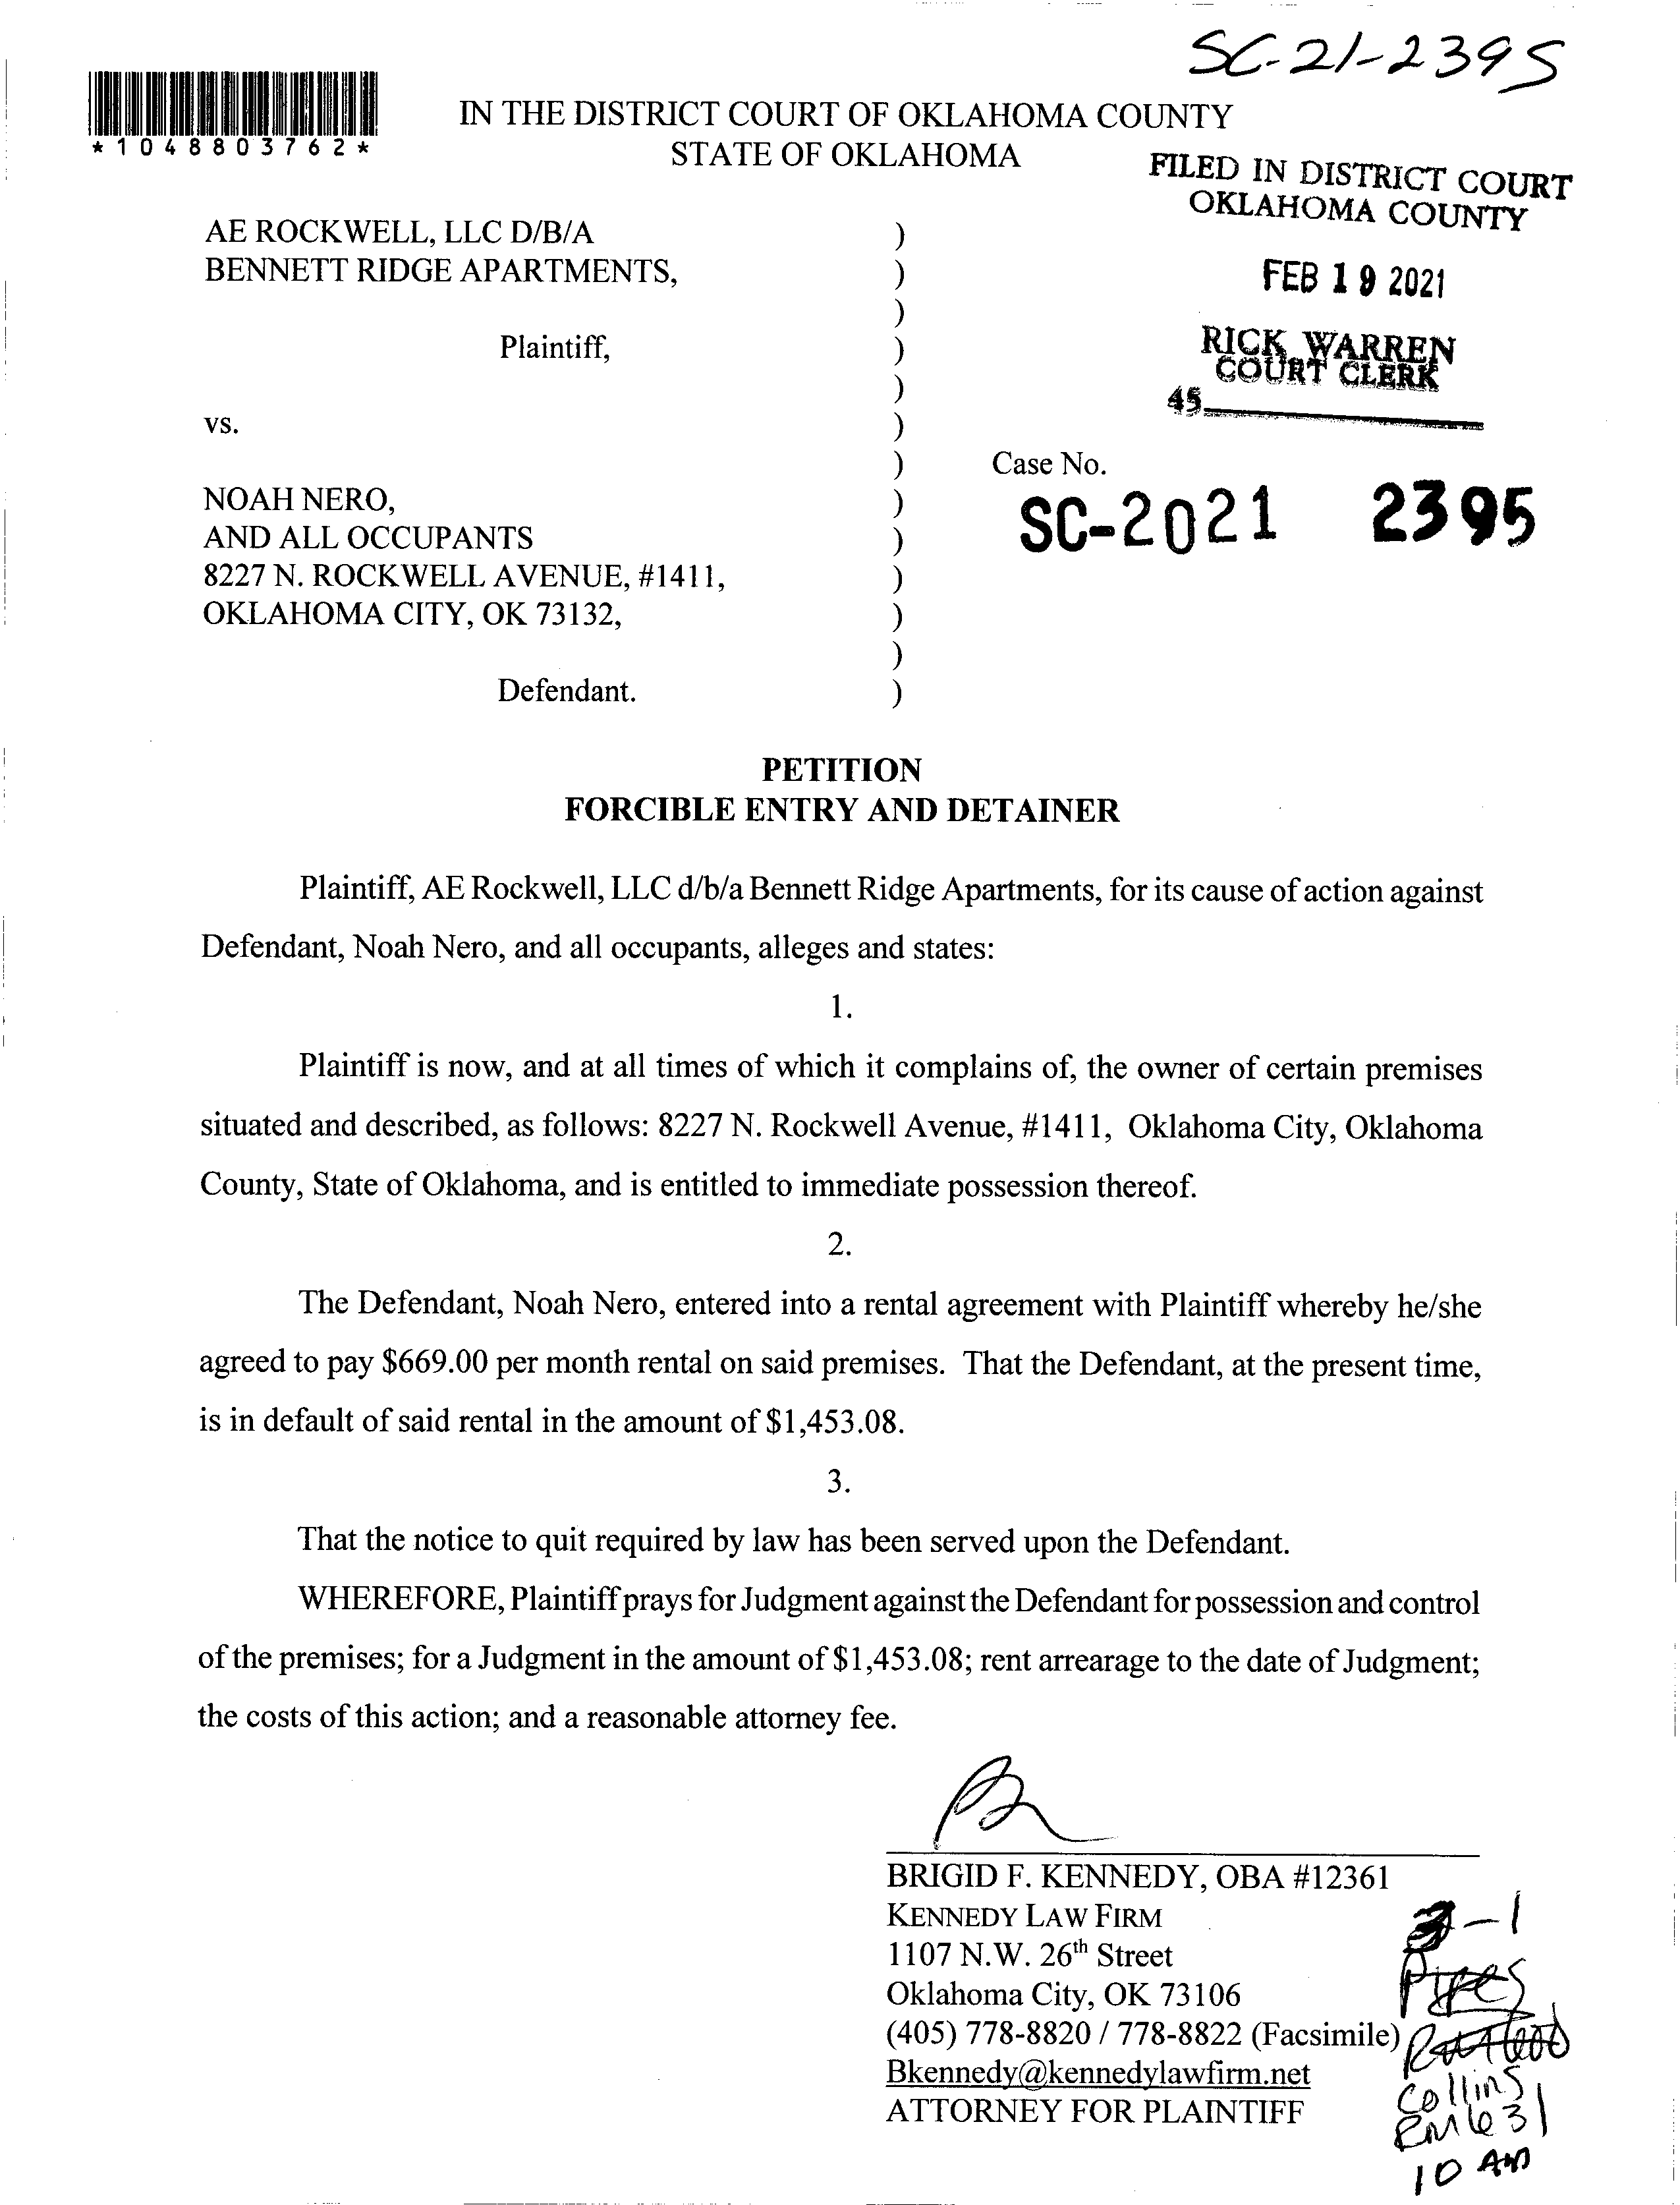 SC-21-2395
*1048803762*
IN THE DISTRICT COURT OF OKLAHOMA COUNTY
STATE OF OKLAHOMA
FILED IN DISTRICT COURT
OKLAHOMA COUNTY
FEB 19 2021
RICK WARREN
COURT CLERK
45
AE ROCKWELL, LLC D/B/A )
BENNETT RIDGE APARTMENTS, )
)
Plaintiff, )
)
vs. )
) Case No.
SC-2021 2395
NOAH NERO, )
AND ALL OCCUPANTS )
8227 N. ROCKWELL AVENUE, #1411, )
OKLAHOMA CITY, OK 73132, )
)
Defendant. )
PETITION
FORCIBLE ENTRY AND DETAINER
Plaintiff, AE Rockwell, LLC d/b/a Bennett Ridge Apartments, for its cause of action against
Defendant, Noah Nero, and all occupants, alleges and states:
1.
Plaintiff is now, and at all times of which it complains of, the owner of certain premises
situated and described, as follows: 8227 N. Rockwell Avenue, #1411, Oklahoma City, Oklahoma
County, State of Oklahoma, and is entitled to immediate possession thereof.
2.
The Defendant, Noah Nero, entered into a rental agreement with Plaintiff whereby he/she
agreed to pay $669.00 per month rental on said premises. That the Defendant, at the present time,
is in default of said rental in the amount of $1,453.08.
3.
That the notice to quit required by law has been served upon the Defendant.
WHEREFORE, Plaintiff prays for Judgment against the Defendant for possession and control
of the premises; for a Judgment in the amount of $1,453.08; rent arrearage to the date of Judgment;
the costs of this action; and a reasonable attorney fee.
BRIGID F. KENNEDY, OBA #12361
KENNEDY LAW FIRM
1107 N.W. 26th Street
Oklahoma City, OK 73106
(405) 778-8820 / 778-8822 (Facsimile)
Bkennedy@kennedylawfirm.net
ATTORNEY FOR PLAINTIFF
Collins
Rm 631
10 AM